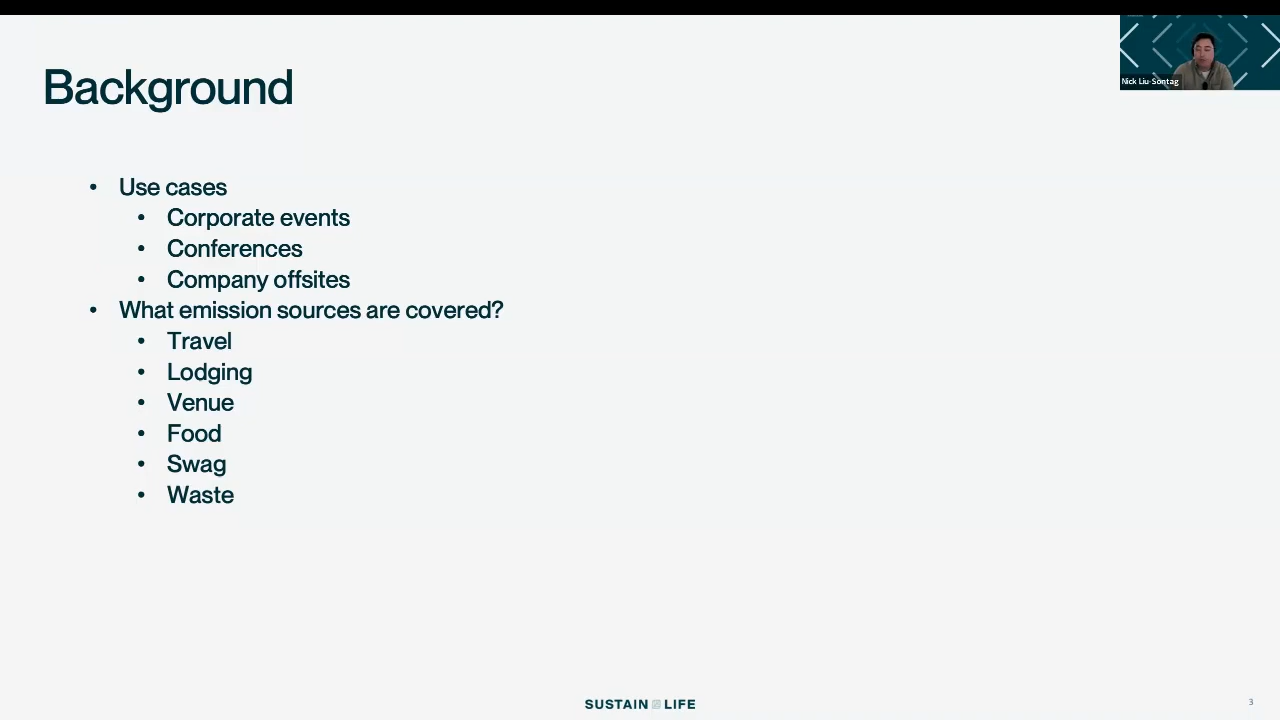 Background
Nick Liu-Sontag
• Use cases
• Corporate events
• Conferences
• Company offsites
• What emission sources are covered?
• Travel
• Lodging
• Venue
• Food
• Swag
• Waste
SUSTAIN LIFE
3